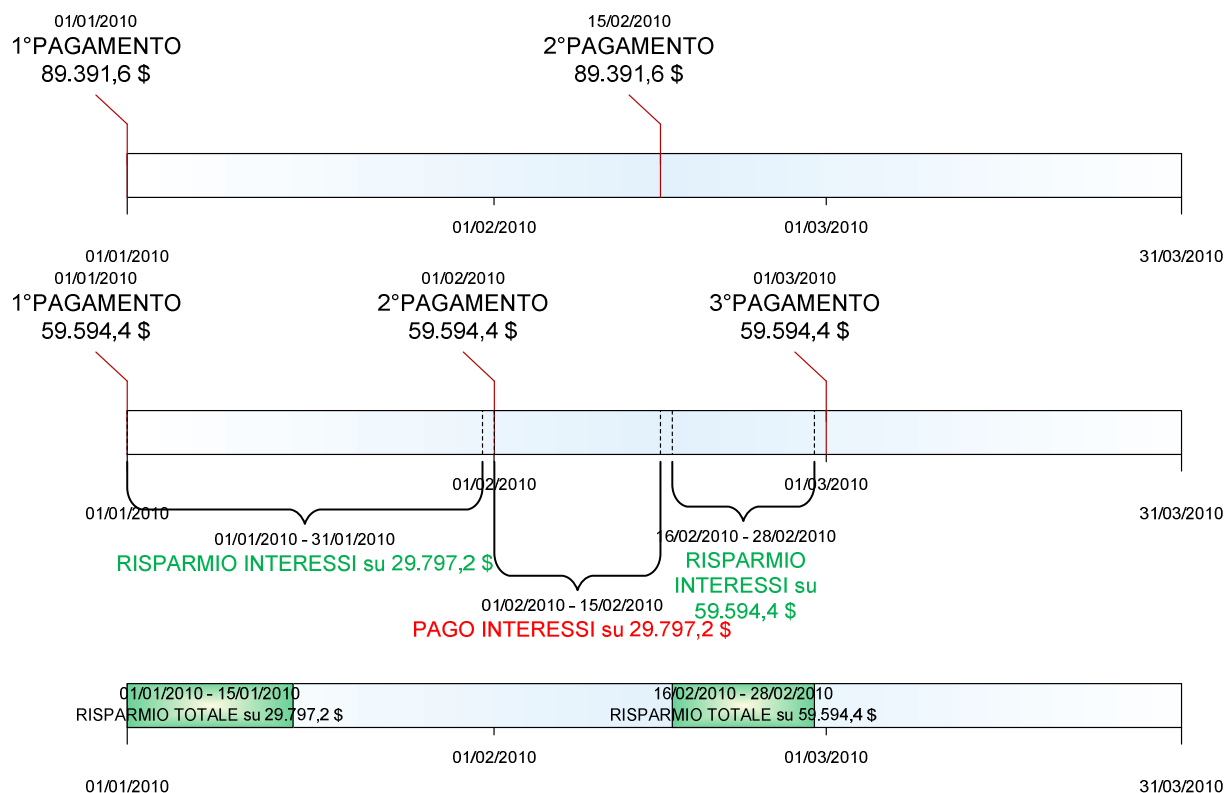 01/01/2010
1°PAGAMENTO
89.391,6 $
15/02/2010
2°PAGAMENTO
89.391,6 $
01/02/2010
01/03/2010
01/01/2010
31/03/2010
01/01/2010
1°PAGAMENTO
59.594,4 $
01/02/2010
2°PAGAMENTO
59.594,4 $
01/03/2010
3°PAGAMENTO
59.594,4 $
01/02/2010
01/03/2010
01/01/2010
31/03/2010
01/01/2010 - 31/01/2010
RISPARMIO INTERESSI su 29.797,2 $
16/02/2010 - 28/02/2010
RISPARMIO
INTERESSI su
59.594,4 $
01/02/2010 - 15/02/2010
PAGO INTERESSI su 29.797,2 $
01/01/2010 - 15/01/2010
RISPARMIO TOTALE su 29.797,2 $
16/02/2010 - 28/02/2010
RISPARMIO TOTALE su 59.594,4 $
01/02/2010
01/03/2010
01/01/2010
31/03/2010